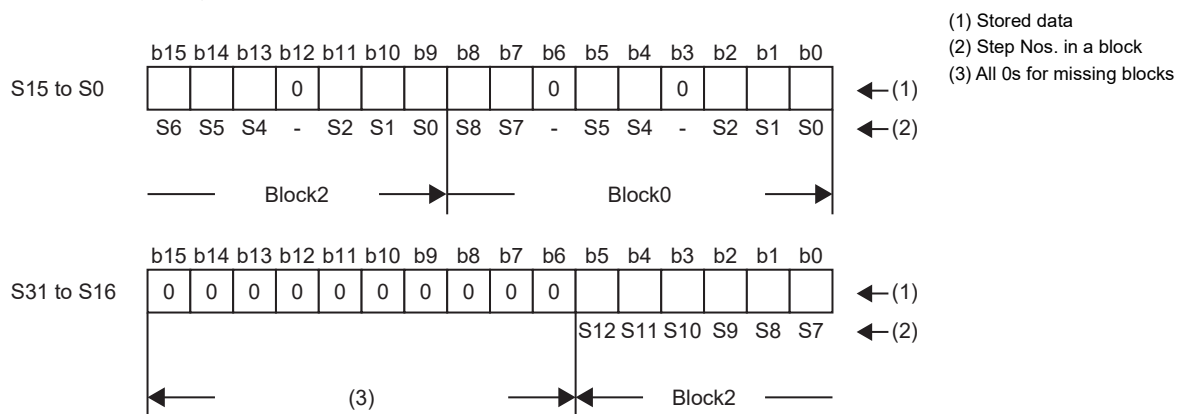 (1) Stored data
(2) Step Nos. in a block
(3) All 0s for missing blocks
b15 b14 b13 b12 b11 b10 b9 b8 b7 b6 b5 b4 b3 b2 b1 b0
S15 to S0 0 0 0 (1)
S6 S5 S4 - S2 S1 S0 S8 S7 - S5 S4 - S2 S1 S0 (2)
Block2 Block0
b15 b14 b13 b12 b11 b10 b9 b8 b7 b6 b5 b4 b3 b2 b1 b0
S31 to S16 0 0 0 0 0 0 0 0 0 0 (1)
S12 S11 S10 S9 S8 S7 (2)
(3) Block2